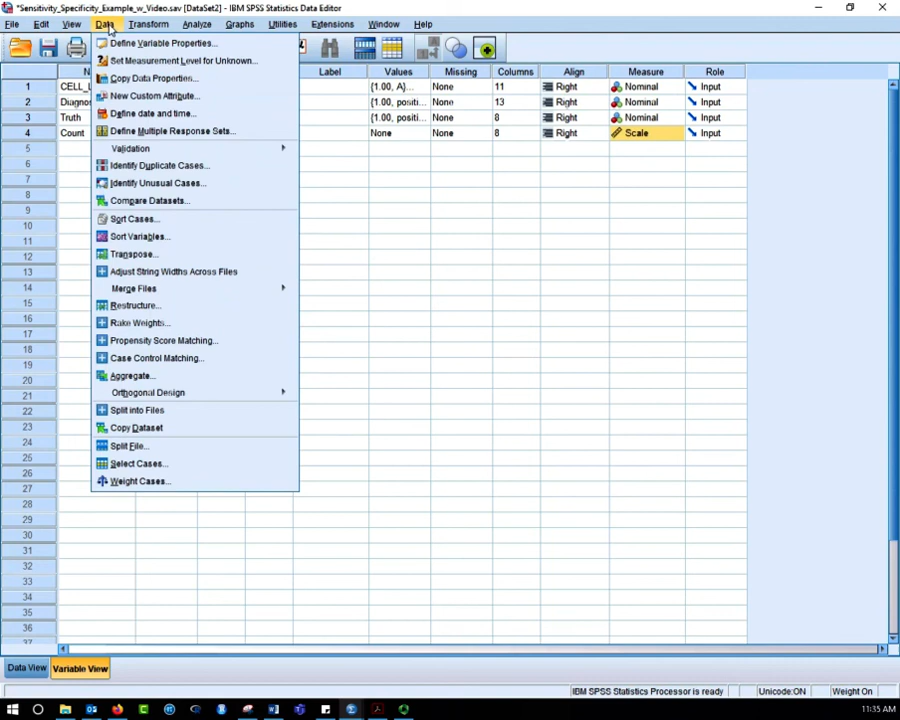 *Sensitivity_Specificity_Example_w_Video.sav [DataSet2] - IBM SPSS Statistics Data Editor
File Edit View Data Transform Analyze Graphs Utilities Extensions Window Help
N Label Values Missing Columns Align Measure Role
1 CELL_L {1.00, A}... None 11 Right Nominal Input
2 Diagno {1.00, positi... None 13 Right Nominal Input
3 Truth {1.00, positi... None 8 Right Nominal Input
4 Count None None 8 Right Scale Input
5
6
7
8
9
10
11
12
13
14
15
16
17
18
19
20
21
22
23
24
25
26
27
28
29
30
31
32
33
34
35
36
37
Define Variable Properties...
Set Measurement Level for Unknown...
Copy Data Properties...
New Custom Attribute...
Define date and time...
Define Multiple Response Sets...
Validation
Identify Duplicate Cases...
Identify Unusual Cases...
Compare Datasets...
Sort Cases...
Sort Variables...
Transpose...
Adjust String Widths Across Files
Merge Files
Restructure...
Rake Weights...
Propensity Score Matching...
Case Control Matching...
Aggregate...
Orthogonal Design
Split into Files
Copy Dataset
Split File...
Select Cases...
Weight Cases...
Data View Variable View
IBM SPSS Statistics Processor is ready Unicode:ON Weight On
11:35 AM